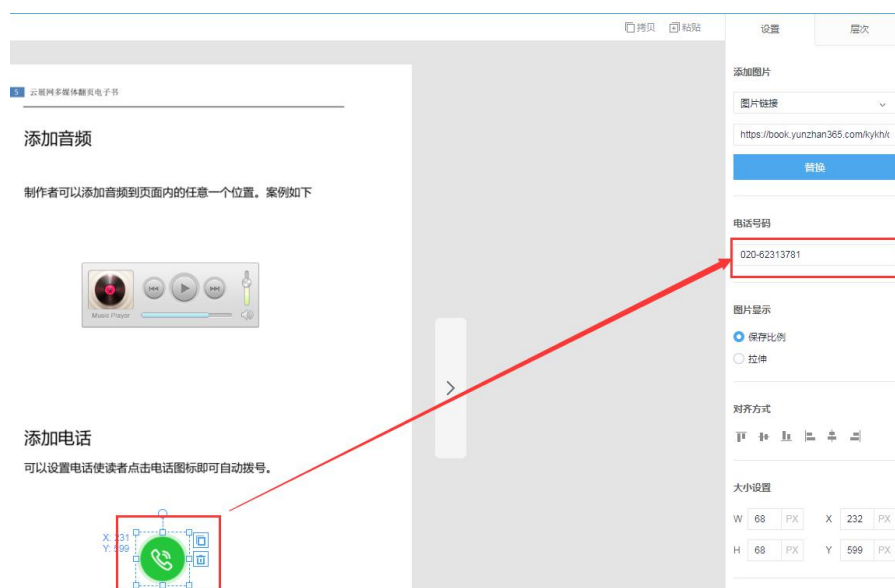 拷贝 粘贴 设置 层次
5 云展网多媒体翻页电子书
添加音频
制作者可以添加音频到页面内的任意一个位置。案例如下
Music Player
添加电话
可以设置电话使读者点击电话图标即可自动拨号。
X: 231
Y: 599
添加图片
图片链接
https://book.yunzhan365.com/kykh/c
替换
电话号码
020-62313781
图片显示
保存比例
拉伸
对齐方式
大小设置
W 68 PX X 232 PX
H 68 PX Y 599 PX